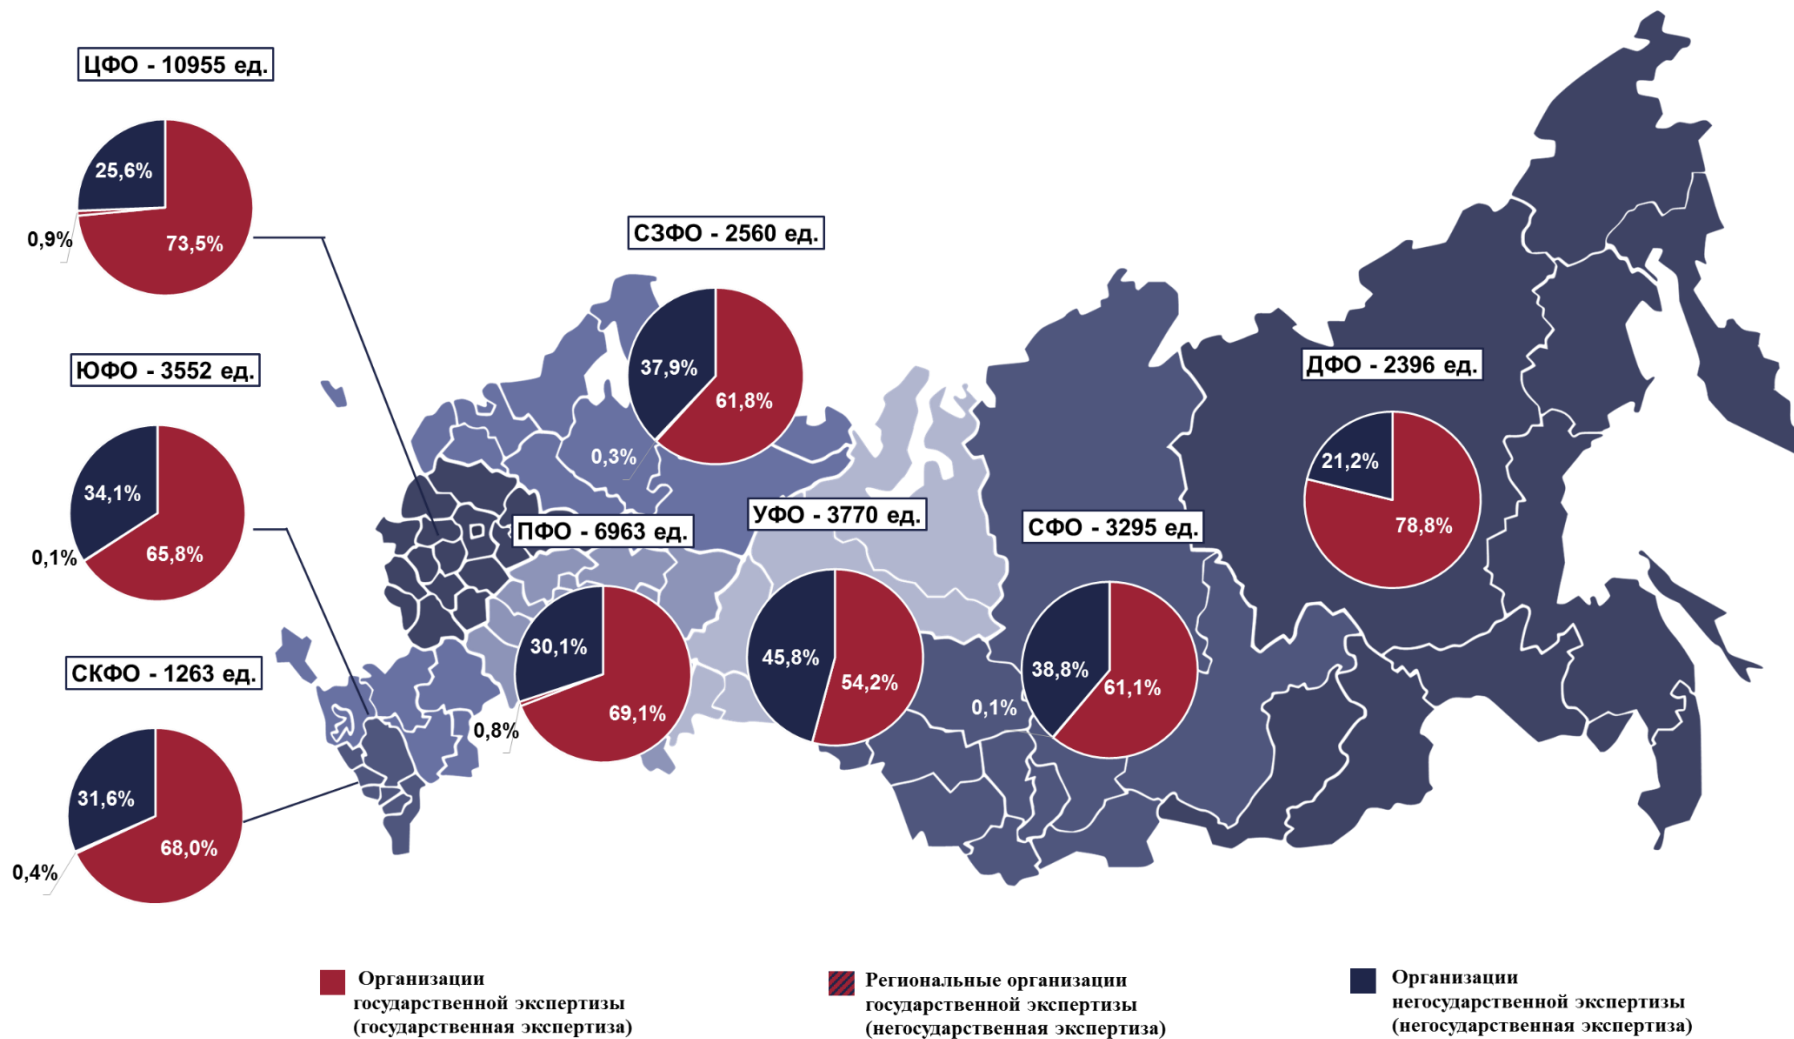 ЦФО - 10955 ед.
25,6%
0,9%
73,5%
СЗФО - 2560 ед.
37,9%
61,8%
0,3%
ЮФО - 3552 ед.
34,1%
0,1%
65,8%
ДФО - 2396 ед.
21,2%
78,8%
ПФО - 6963 ед.
30,1%
69,1%
0,8%
УФО - 3770 ед.
45,8%
54,2%
СФО - 3295 ед.
38,8%
61,1%
0,1%
СКФО - 1263 ед.
31,6%
68,0%
0,4%
Организации
государственной экспертизы
(государственная экспертиза)
Региональные организации
государственной экспертизы
(негосударственная экспертиза)
Организации
негосударственной экспертизы
(негосударственная экспертиза)